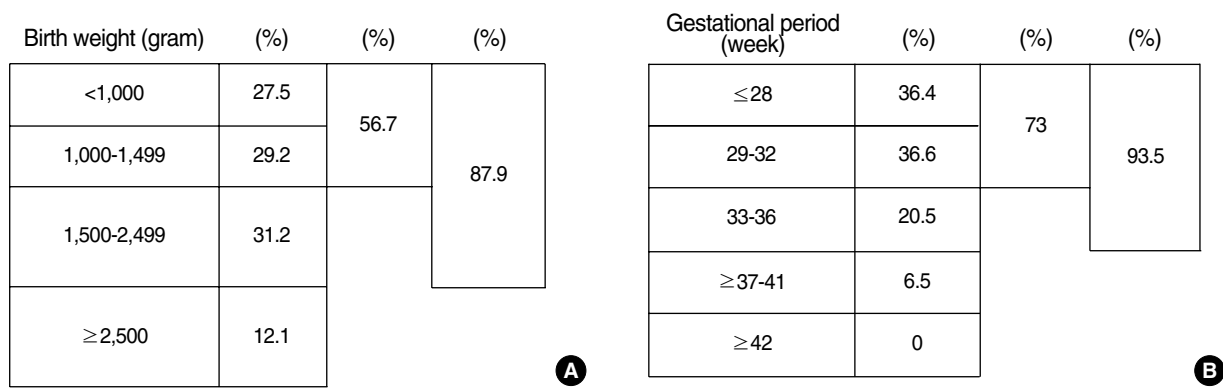 Birth weight (gram) (%) (%) (%)
<1,000 27.5
56.7
1,000-1,499 29.2
87.9
1,500-2,499 31.2
≥2,500 12.1
A
Gestational period
(week) (%) (%) (%)
≤28 36.4
73
29-32 36.6
93.5
33-36 20.5
≥37-41 6.5
≥42 0
B